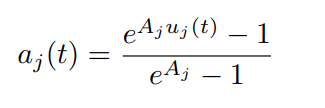 a_j(t) = \frac{e^{A_j u_j(t)} - 1}{e^{A_j} - 1}